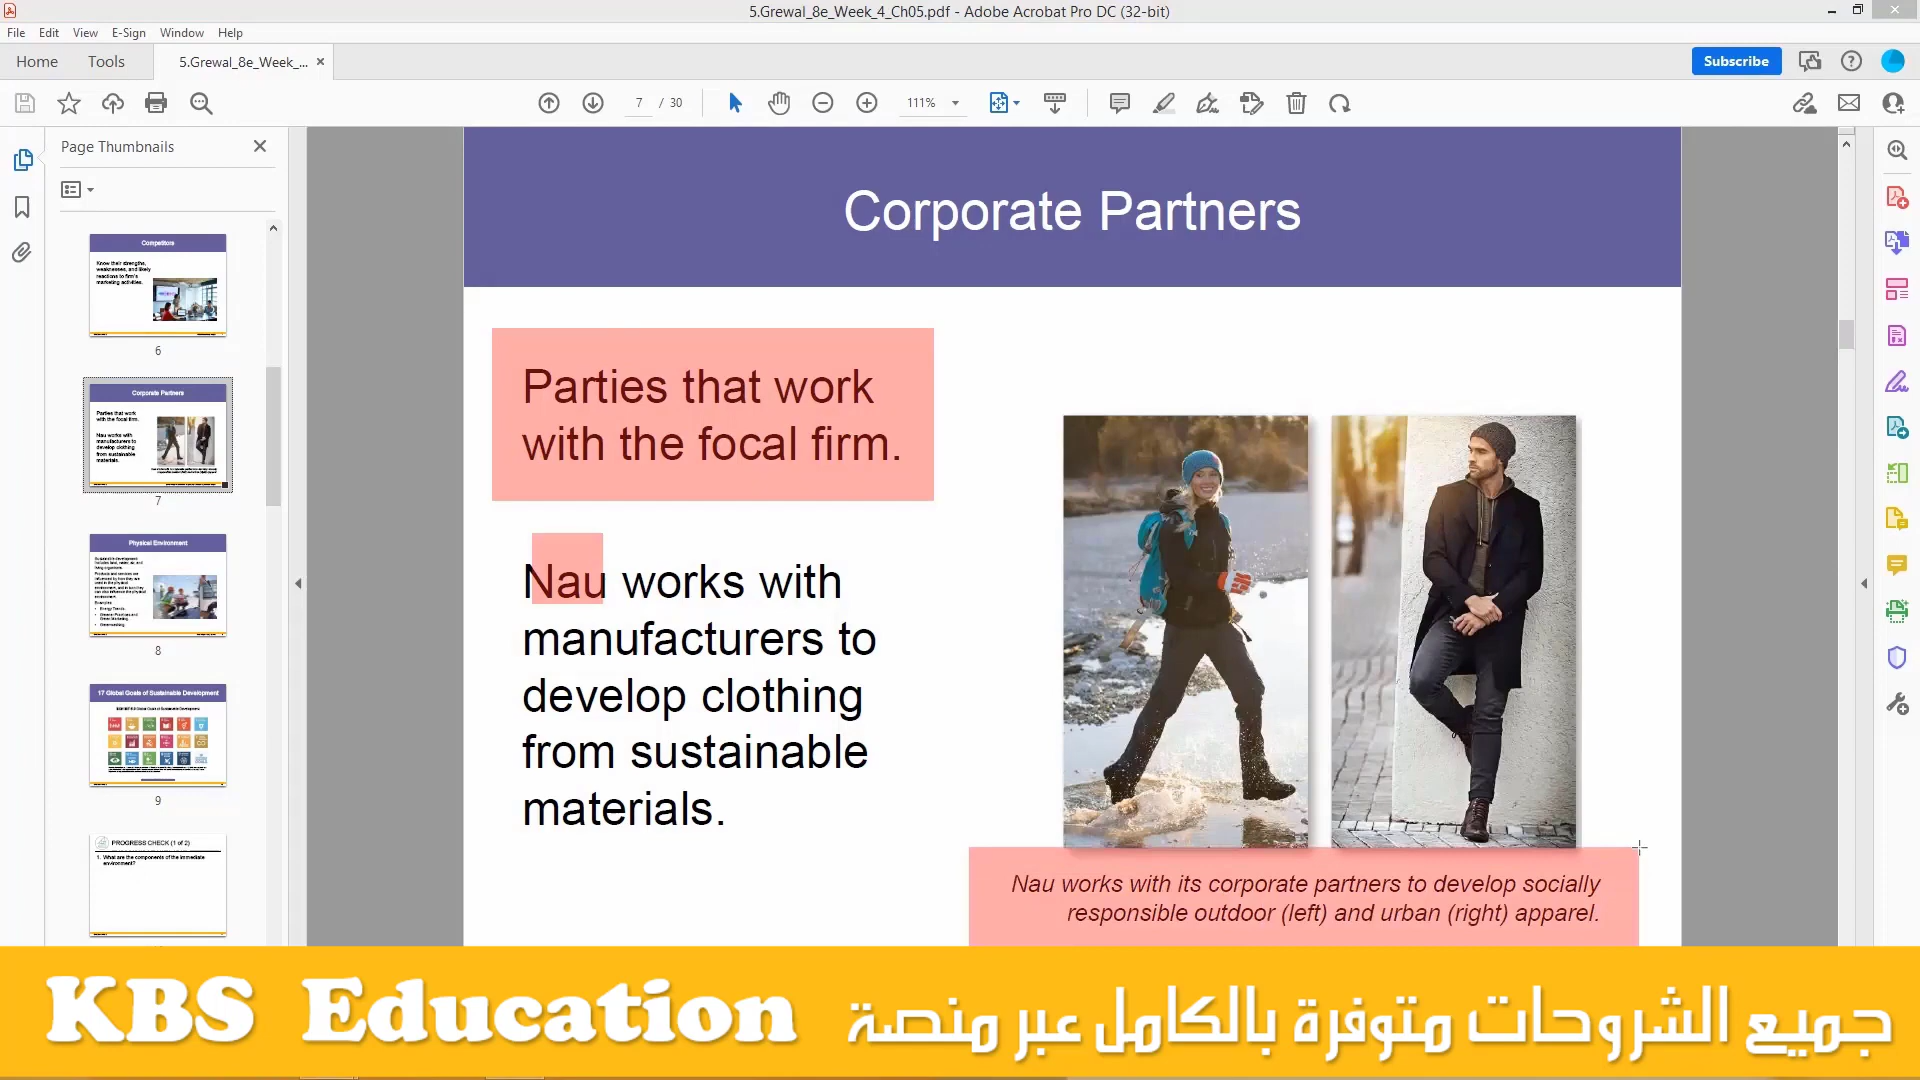 5.Grewal_8e_Week_4_Ch05.pdf - Adobe Acrobat Pro DC (32-bit)
File Edit View E-Sign Window Help
Home Tools 5.Grewal_8e_Week_...
Subscribe
7 / 30
111%
Page Thumbnails
Competitors
Know their strengths,
weaknesses, and likely
reactions to firm's
marketing activities.
6
Corporate Partners
Parties that work
with the focal firm.
Nau works with
manufacturers to
develop clothing
from sustainable
materials.
7
Physical Environment
8
17 Global Goals of Sustainable Development
9
PROGRESS CHECK (1 of 2)
1. What are the components of the immediate
environment?
Corporate Partners
Parties that work
with the focal firm.
Nau works with
manufacturers to
develop clothing
from sustainable
materials.
Nau works with its corporate partners to develop socially
responsible outdoor (left) and urban (right) apparel.
KBS Education جميع الشروحات متوفرة بالكامل عبر منصة